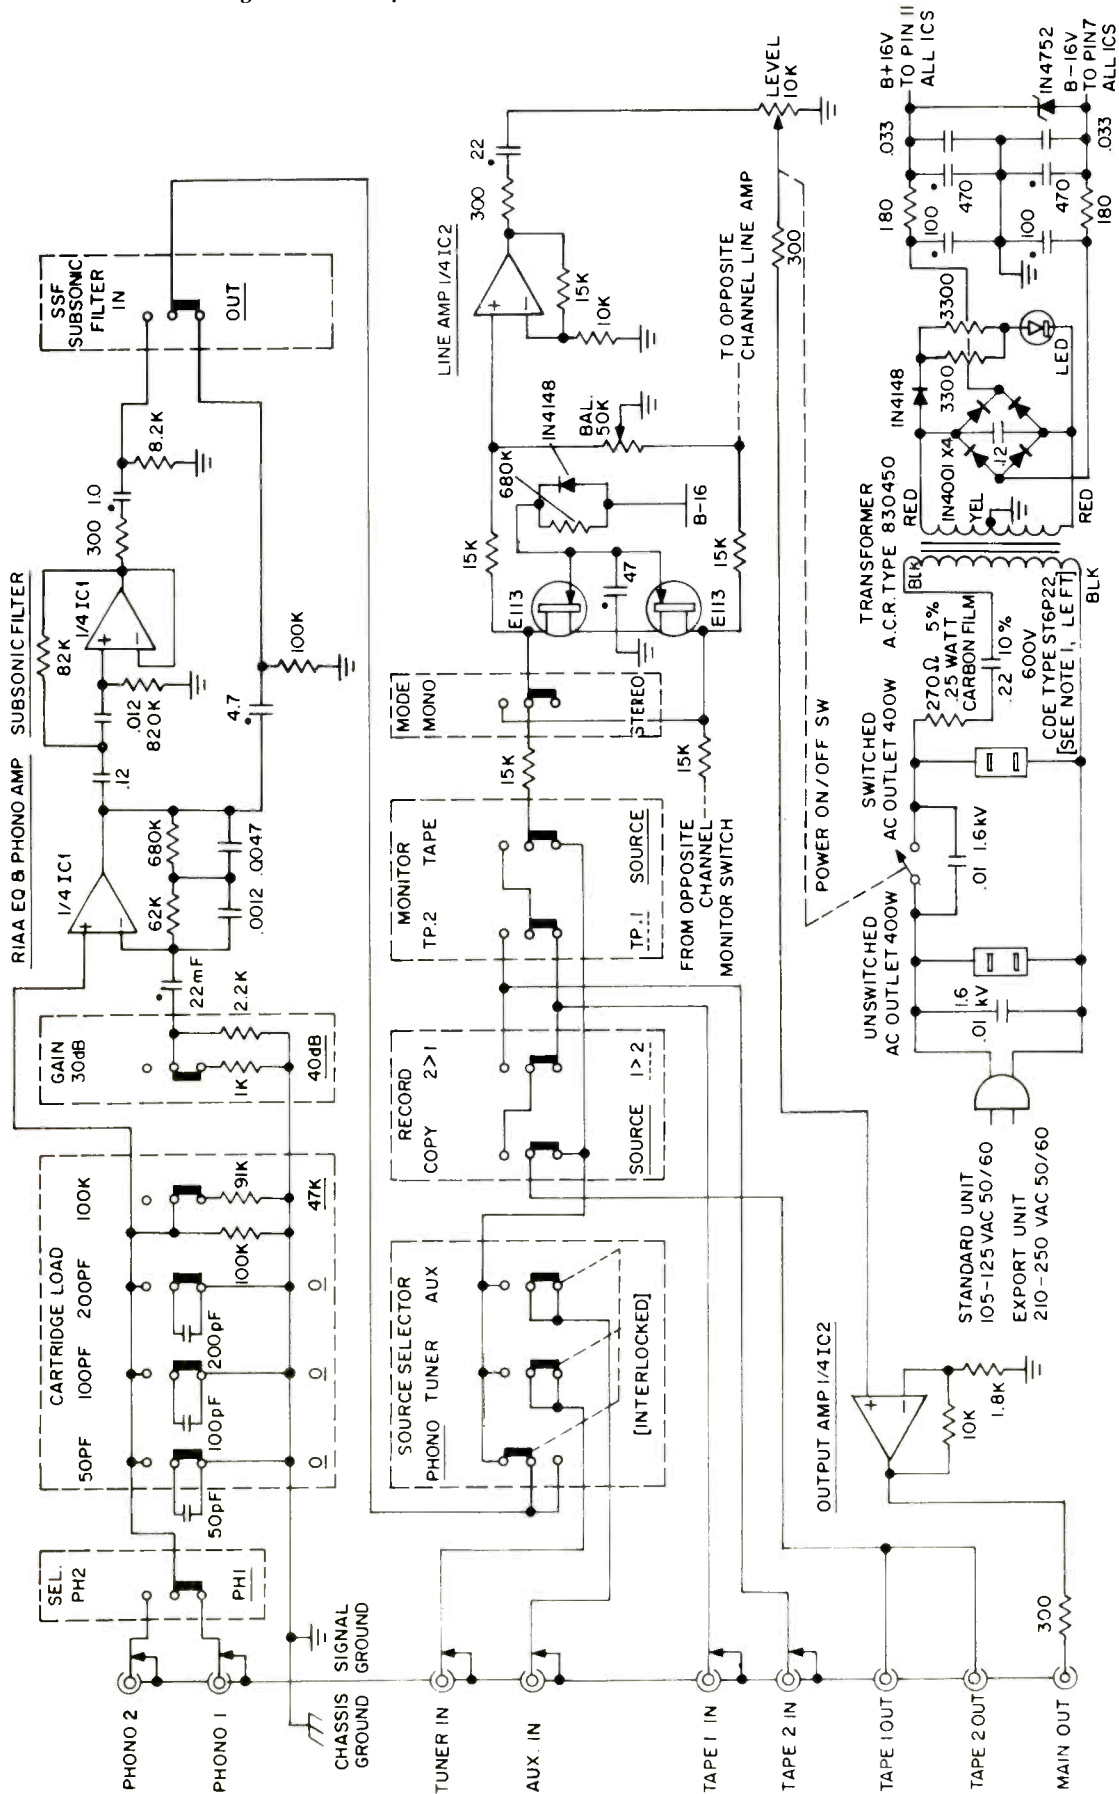 RIAA EQ & PHONO AMP
SUBSONIC FILTER
SSF
SUBSONIC
FILTER
IN
OUT
1/4 IC1
82K
1/4 IC1
300
1.0
8.2K
.12
.012
820K
680K
62K
.0012
.0047
4.7
100K
22mF
GAIN
30dB
2.2K
1K
40dB
CARTRIDGE LOAD
50PF
100PF
200PF
100K
50pF
100pF
200pF
100K
91K
47K
0
0
0
SEL.
PH2
PH1
PHONO 2
PHONO 1
CHASSIS
GROUND
SIGNAL
GROUND
LINE AMP 1/4 IC2
300
22
15K
10K
LEVEL
10K
TO OPPOSITE
CHANNEL LINE AMP
300
680K
IN4148
BAL.
50K
B-16
15K
E113
47
E113
15K
MODE
MONO
STEREO
15K
15K
MONITOR
TP.2
TAPE
TP.1
SOURCE
FROM OPPOSITE
CHANNEL
MONITOR SWITCH
RECORD
COPY
2>1
SOURCE
1>2
SOURCE SELECTOR
PHONO
TUNER
AUX
[INTERLOCKED]
TUNER IN
AUX. IN
TAPE 1 IN
TAPE 2 IN
TAPE 1 OUT
TAPE 2 OUT
MAIN OUT
OUTPUT AMP 1/4 IC2
10K
1.8K
300
POWER ON/OFF SW
UNSWITCHED
AC OUTLET 400W
SWITCHED
AC OUTLET 400W
TRANSFORMER
A.C.R. TYPE 830450
.01
1.6
kV
.01
1.6kV
270Ω 5%
.25 WATT
CARBON FILM
.22
10%
600V
CDE TYPE ST6P22
[SEE NOTE 1, LEFT]
BLK
BLK
RED
YEL
RED
IN4001 X4
IN4148
.12
3300
3300
LED
180
100
470
.033
100
470
180
.033
IN4752
B+16V
TO PIN 11
ALL ICS
B-16V
TO PIN7
ALL ICS
STANDARD UNIT
105-125 VAC 50/60
EXPORT UNIT
210-250 VAC 50/60